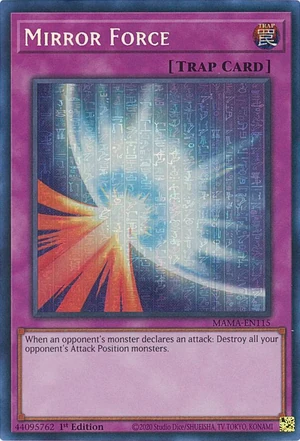 MIRROR FORCE
TRAP
罠
[TRAP CARD]
MAMA-EN115
When an opponent's monster declares an attack: Destroy all your
opponent's Attack Position monsters.
44095762
1st Edition
©2020 Studio Dice/SHUEISHA, TV TOKYO, KONAMI